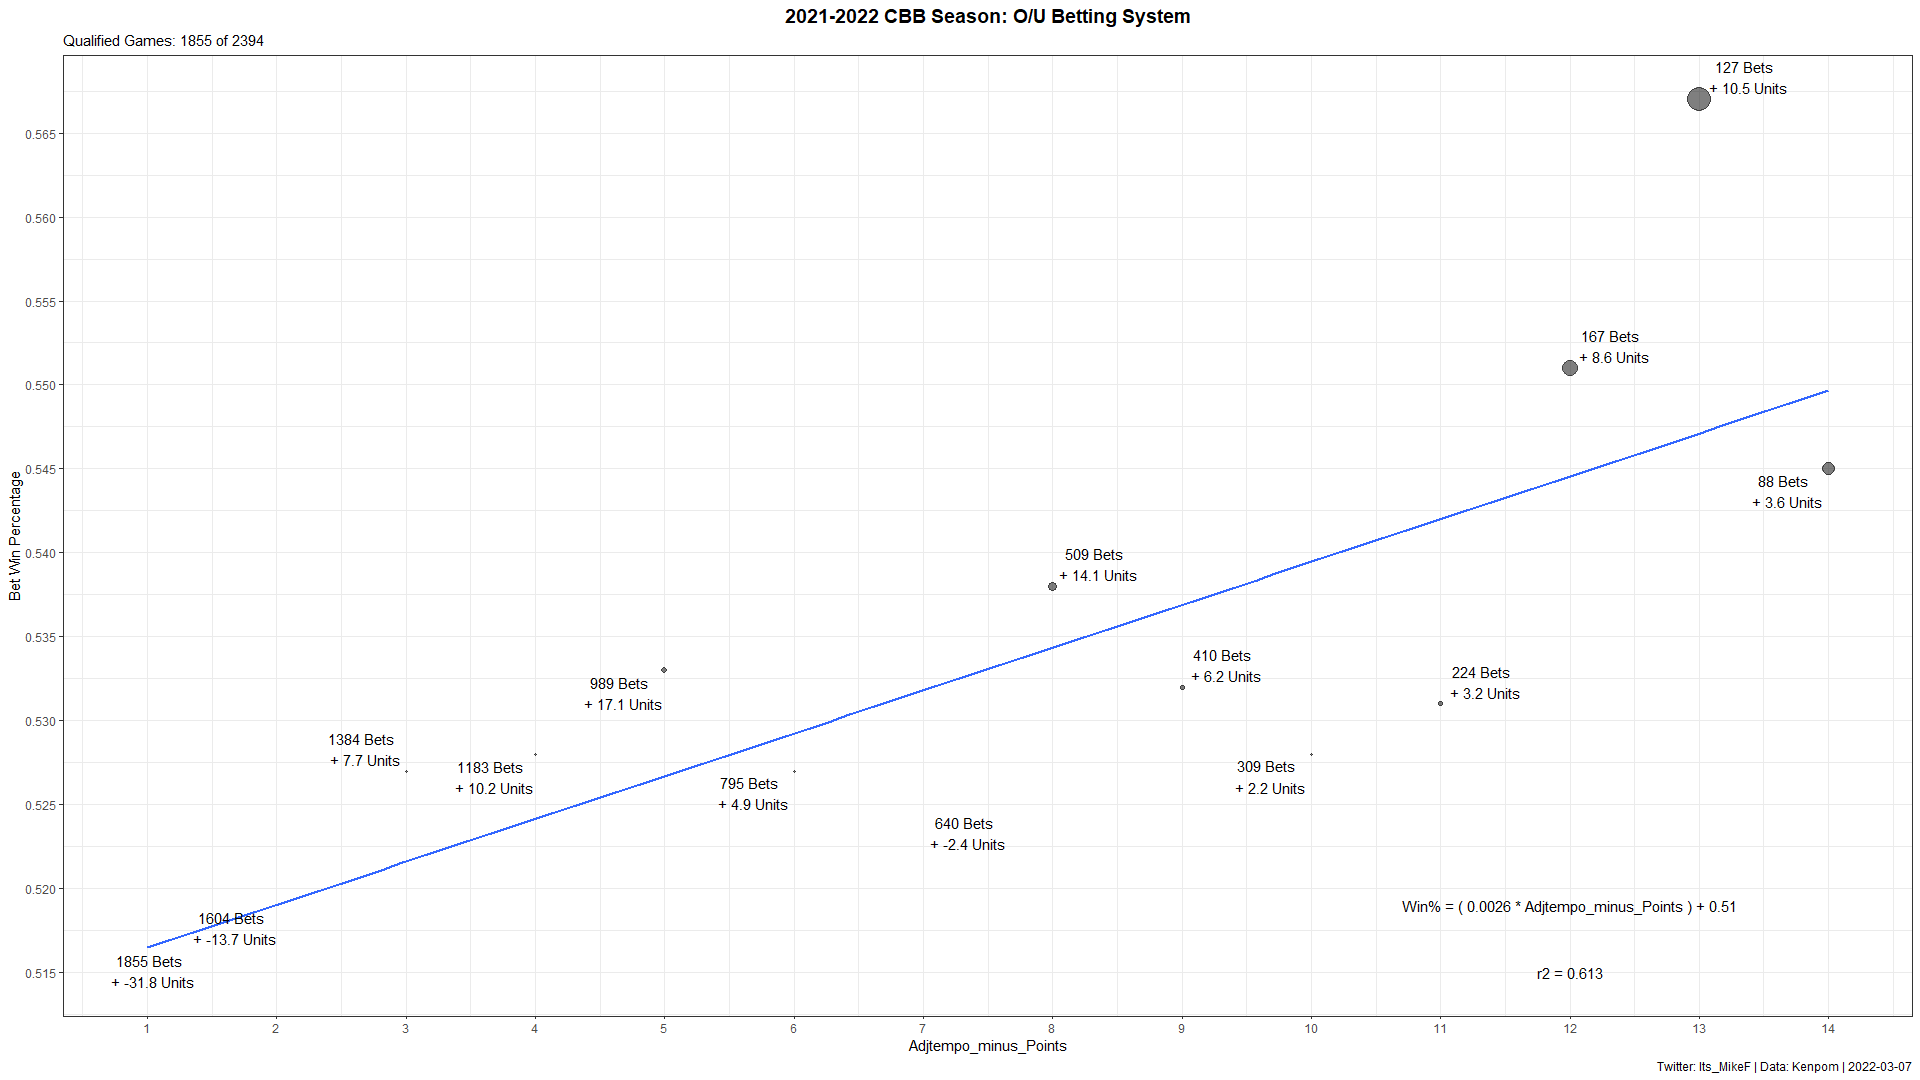 2021-2022 CBB Season: O/U Betting System
Qualified Games: 1855 of 2394
127 Bets
+ 10.5 Units
0.565
0.560
0.555
167 Bets
+ 8.6 Units
0.550
0.545
88 Bets
+ 3.6 Units
Bet Win Percentage
0.540
509 Bets
+ 14.1 Units
0.535
410 Bets
+ 6.2 Units
224 Bets
+ 3.2 Units
989 Bets
+ 17.1 Units
0.530
1384 Bets
+ 7.7 Units
1183 Bets
+ 10.2 Units
309 Bets
+ 2.2 Units
795 Bets
+ 4.9 Units
0.525
640 Bets
+ -2.4 Units
0.520
Win% = ( 0.0026 * Adjtempo_minus_Points ) + 0.51
1604 Bets
+ -13.7 Units
1855 Bets
+ -31.8 Units
0.515
r2 = 0.613
1 2 3 4 5 6 7 8 9 10 11 12 13 14
Adjtempo_minus_Points
Twitter: Its_MikeF | Data: Kenpom | 2022-03-07